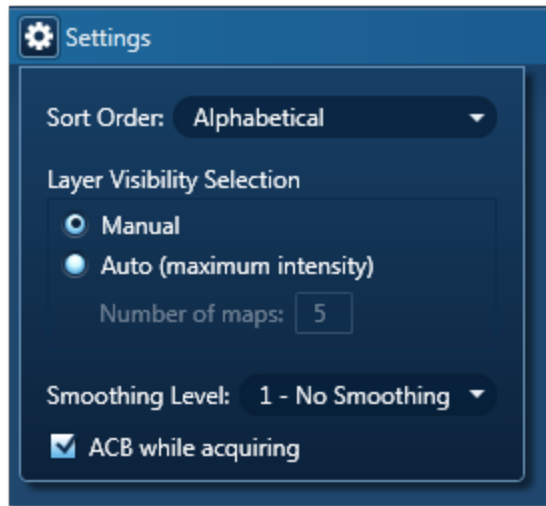 Settings
Sort Order: Alphabetical
Layer Visibility Selection
Manual
Auto (maximum intensity)
Number of maps: 5
Smoothing Level: 1 - No Smoothing
ACB while acquiring